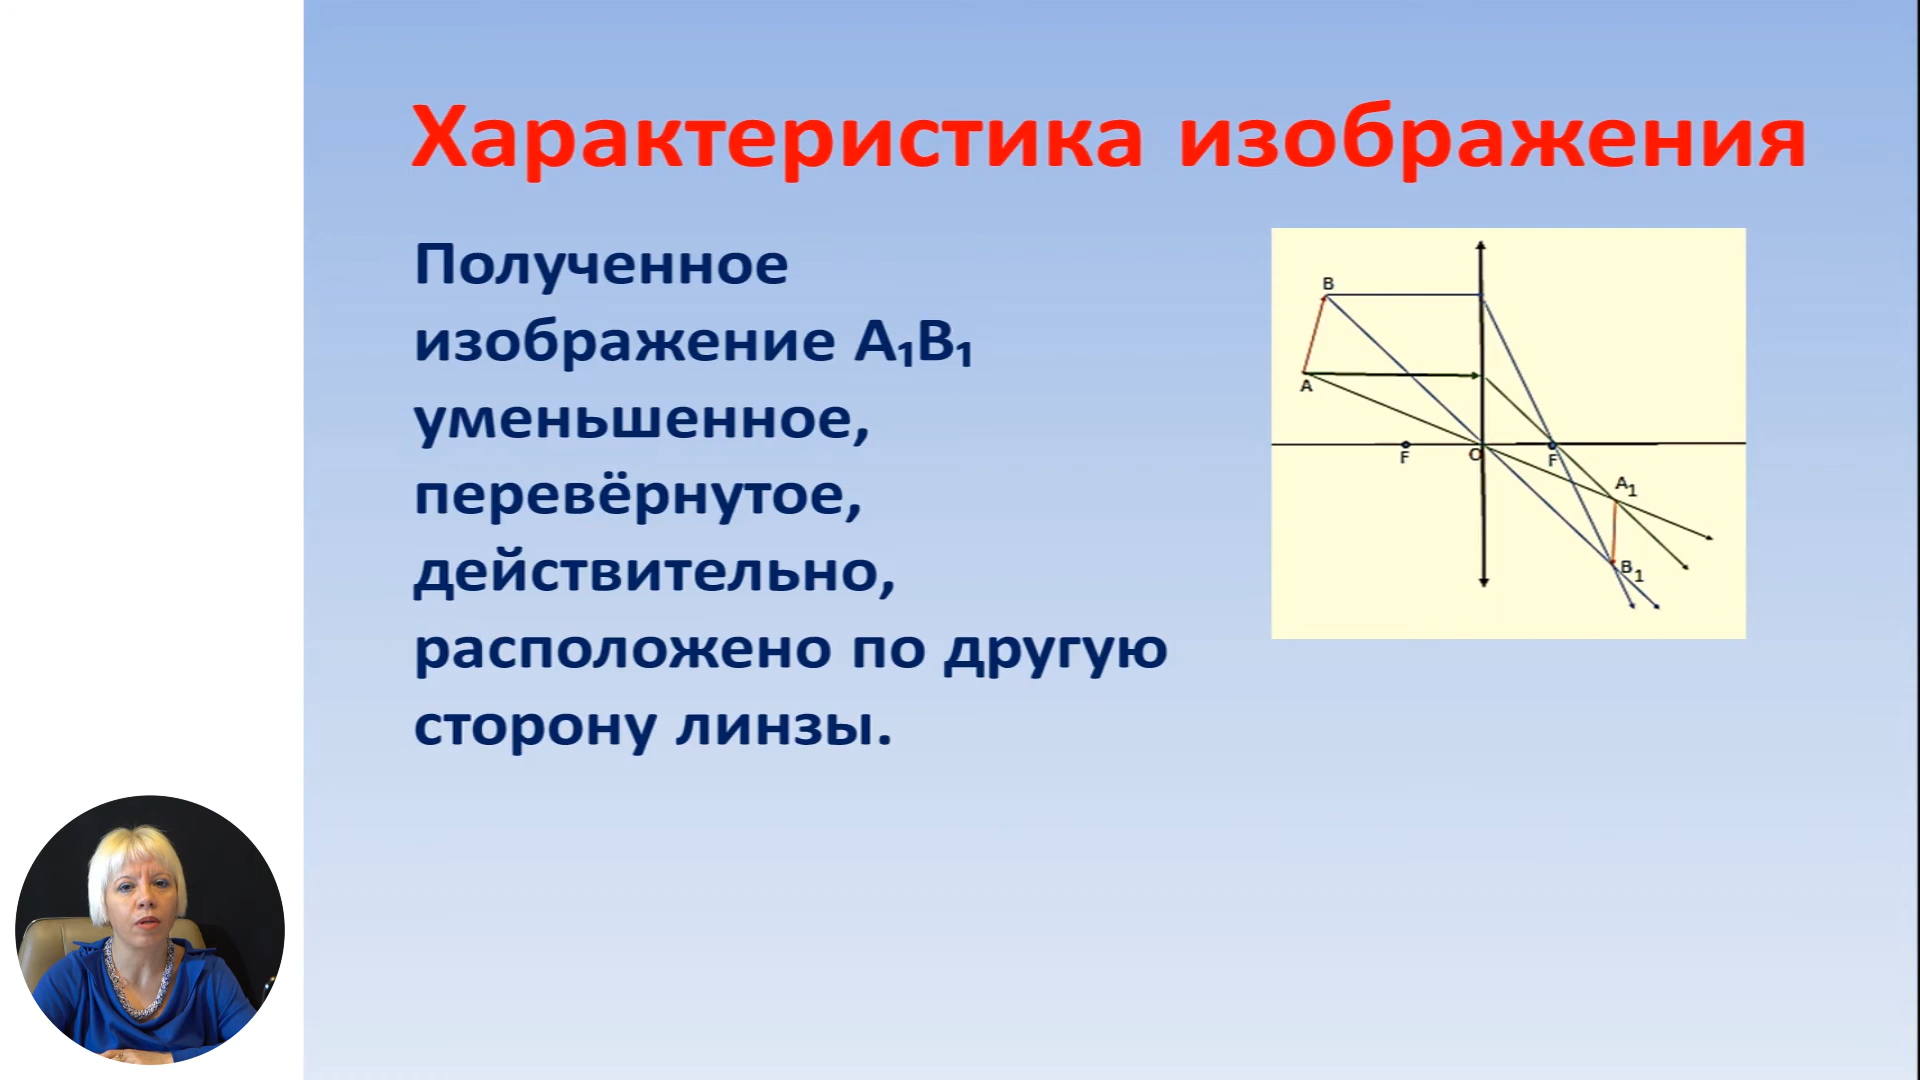 Характеристика изображения
Полученное
изображение A₁B₁
уменьшенное,
перевёрнутое,
действительно,
расположено по другую
сторону линзы.
B
A
F
O
F
A₁
B₁